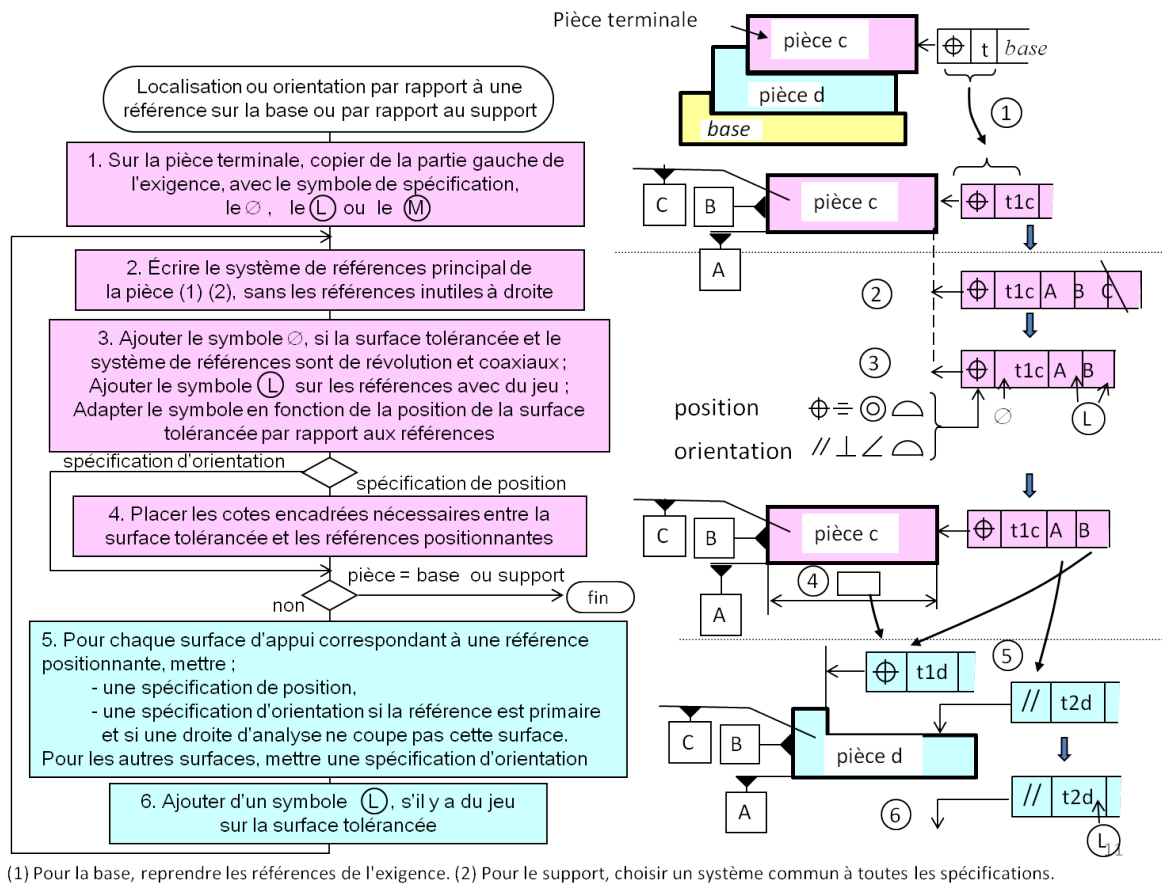 Localisation ou orientation par rapport à une
référence sur la base ou par rapport au support
1. Sur la pièce terminale, copier de la partie gauche de
l'exigence, avec le symbole de spécification,
le ∅, le Ⓛ ou le Ⓜ
2. Écrire le système de références principal de
la pièce (1) (2), sans les références inutiles à droite
3. Ajouter le symbole ∅, si la surface tolérancée et le
système de références sont de révolution et coaxiaux ;
Ajouter le symbole Ⓛ sur les références avec du jeu ;
Adapter le symbole en fonction de la position de la surface
tolérancée par rapport aux références
spécification d'orientation
spécification de position
4. Placer les cotes encadrées nécessaires entre la
surface tolérancée et les références positionnantes
pièce = base ou support
non
fin
5. Pour chaque surface d'appui correspondant à une référence
positionnante, mettre ;
- une spécification de position,
- une spécification d'orientation si la référence est primaire
et si une droite d'analyse ne coupe pas cette surface.
Pour les autres surfaces, mettre une spécification d'orientation
6. Ajouter d'un symbole Ⓛ, s'il y a du jeu
sur la surface tolérancée
Pièce terminale
pièce c
⌖ t base
pièce d
base
1
C B pièce c ⌖ t1c
A
2 ⌖ t1c A B C
3 ⌖ t1c A B
∅ Ⓛ
position ⌖ ⌯ ◎ ⌓
orientation // ⊥ ∠ ⌓
C B pièce c ⌖ t1c A B
4
A
5
⌖ t1d
// t2d
C B pièce d
A
6 // t2d
Ⓛ
11
(1) Pour la base, reprendre les références de l'exigence. (2) Pour le support, choisir un système commun à toutes les spécifications.